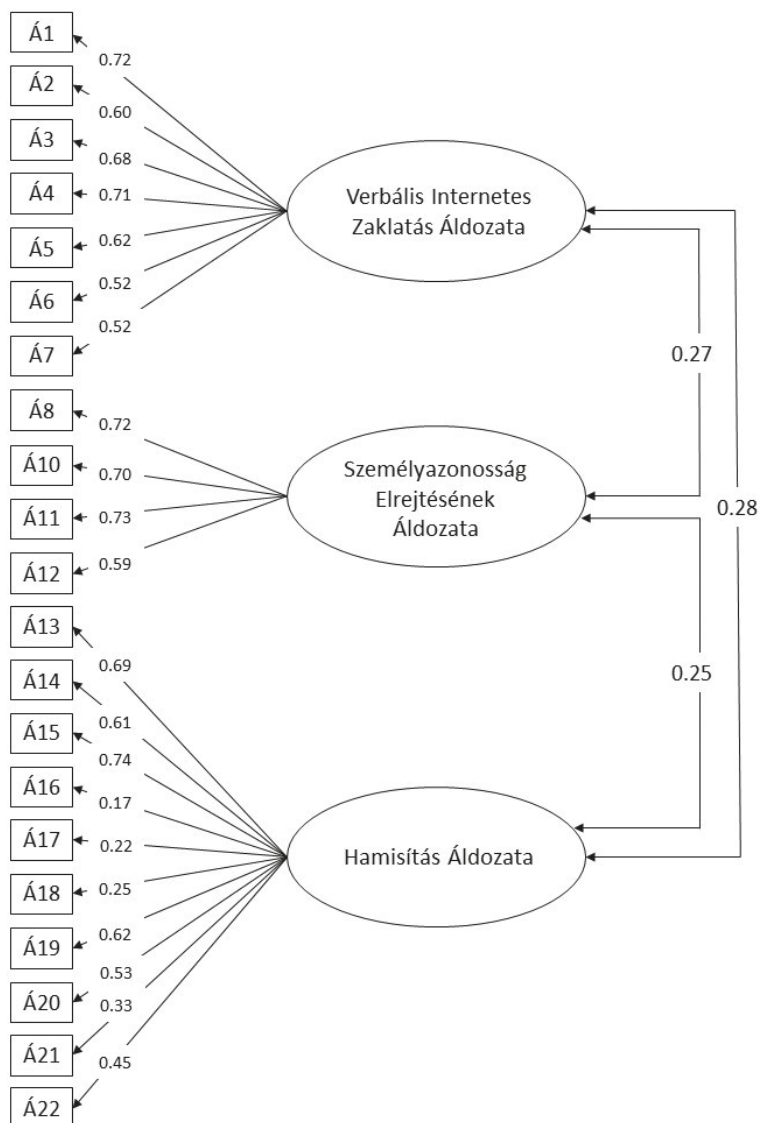 Á1
0.72
Á2
0.60
Á3
0.68
Á4
0.71
Á5
0.62
Á6
0.52
Á7
0.52
Verbális Internetes
Zaklatás Áldozata
0.27
0.28
Á8
0.72
Á10
0.70
Á11
0.73
Á12
0.59
Személyazonosság
Elrejtésének
Áldozata
0.25
Á13
0.69
Á14
0.61
Á15
0.74
Á16
0.17
Á17
0.22
Á18
0.25
Á19
0.62
Á20
0.53
Á21
0.33
Á22
0.45
Hamisítás Áldozata